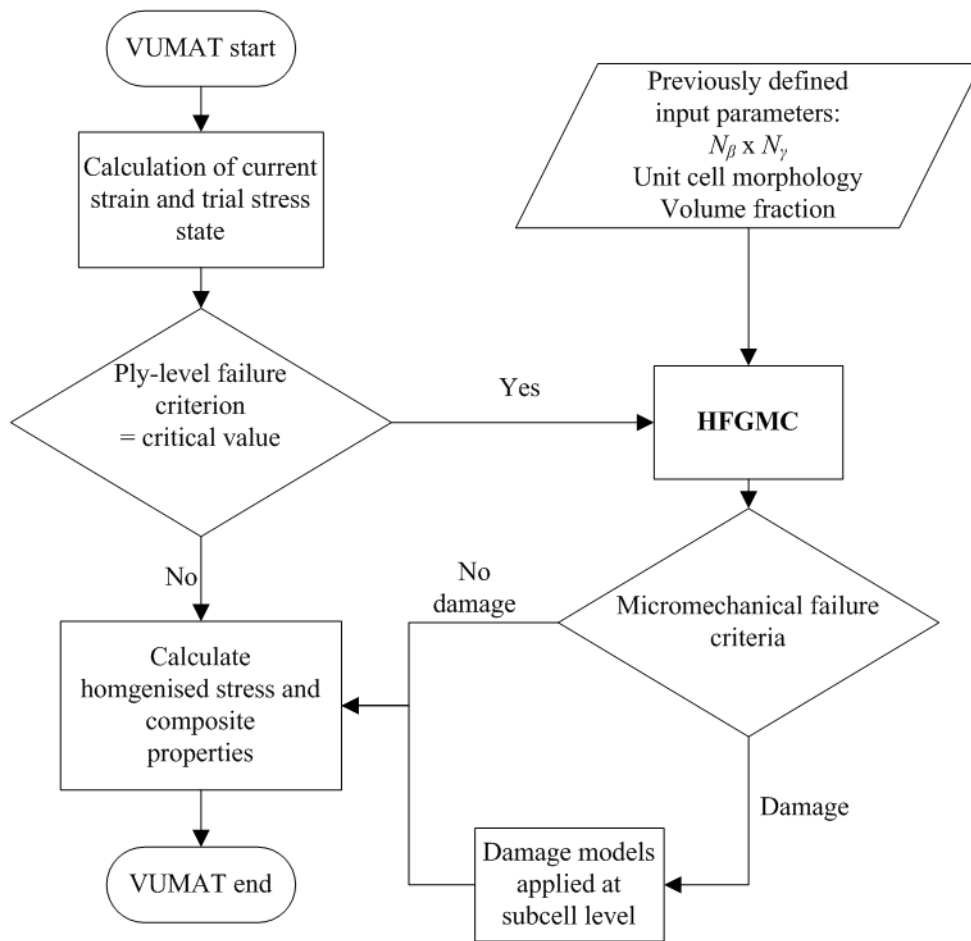 VUMAT start
Calculation of current
strain and trial stress
state
Ply-level failure
criterion
= critical value
Yes
No
Previously defined
input parameters:
Nβ x Nγ
Unit cell morphology
Volume fraction
HFGMC
Micromechanical failure
criteria
No
damage
Damage
Damage models
applied at
subcell level
Calculate
homgenised stress and
composite
properties
VUMAT end